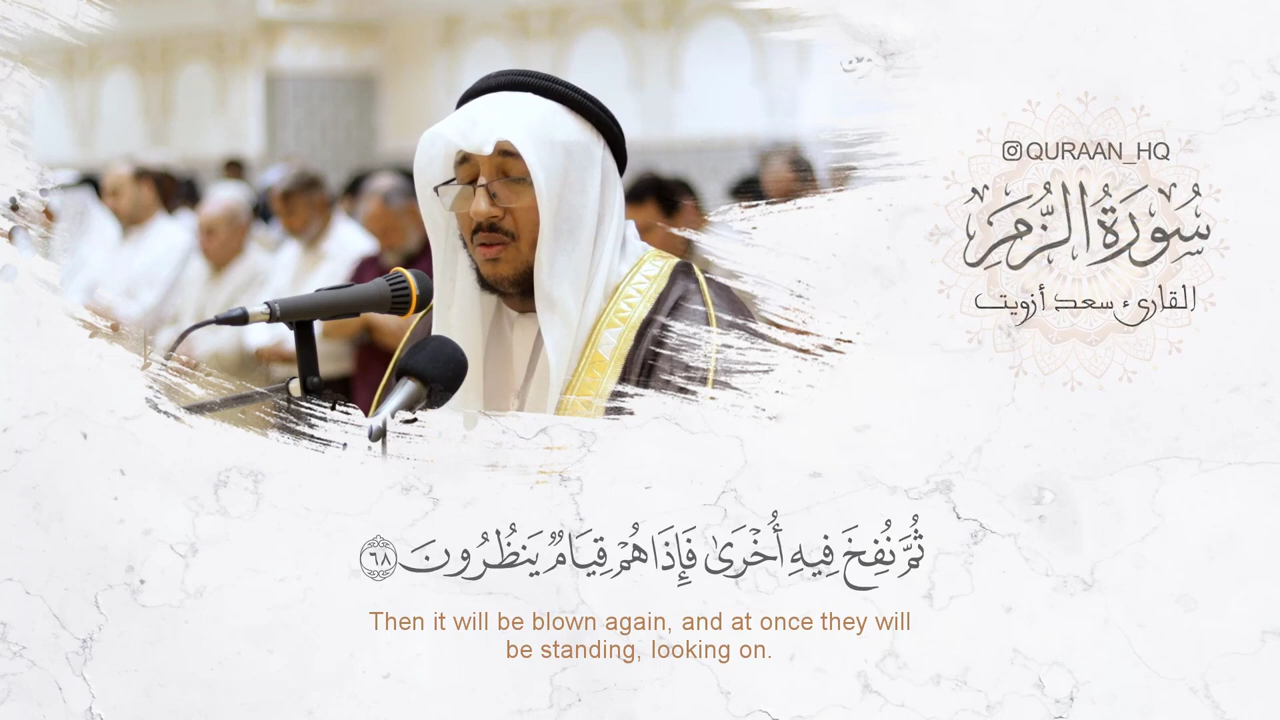 QURAAN_HQ
سُورَةُ الزُّمَرِ
القارىء سعد أزويت
ثُمَّ نُفِخَ فِيهِ أُخْرَىٰ فَإِذَا هُمْ قِيَامٌ يَنظُرُونَ ٦٨
Then it will be blown again, and at once they will
be standing, looking on.